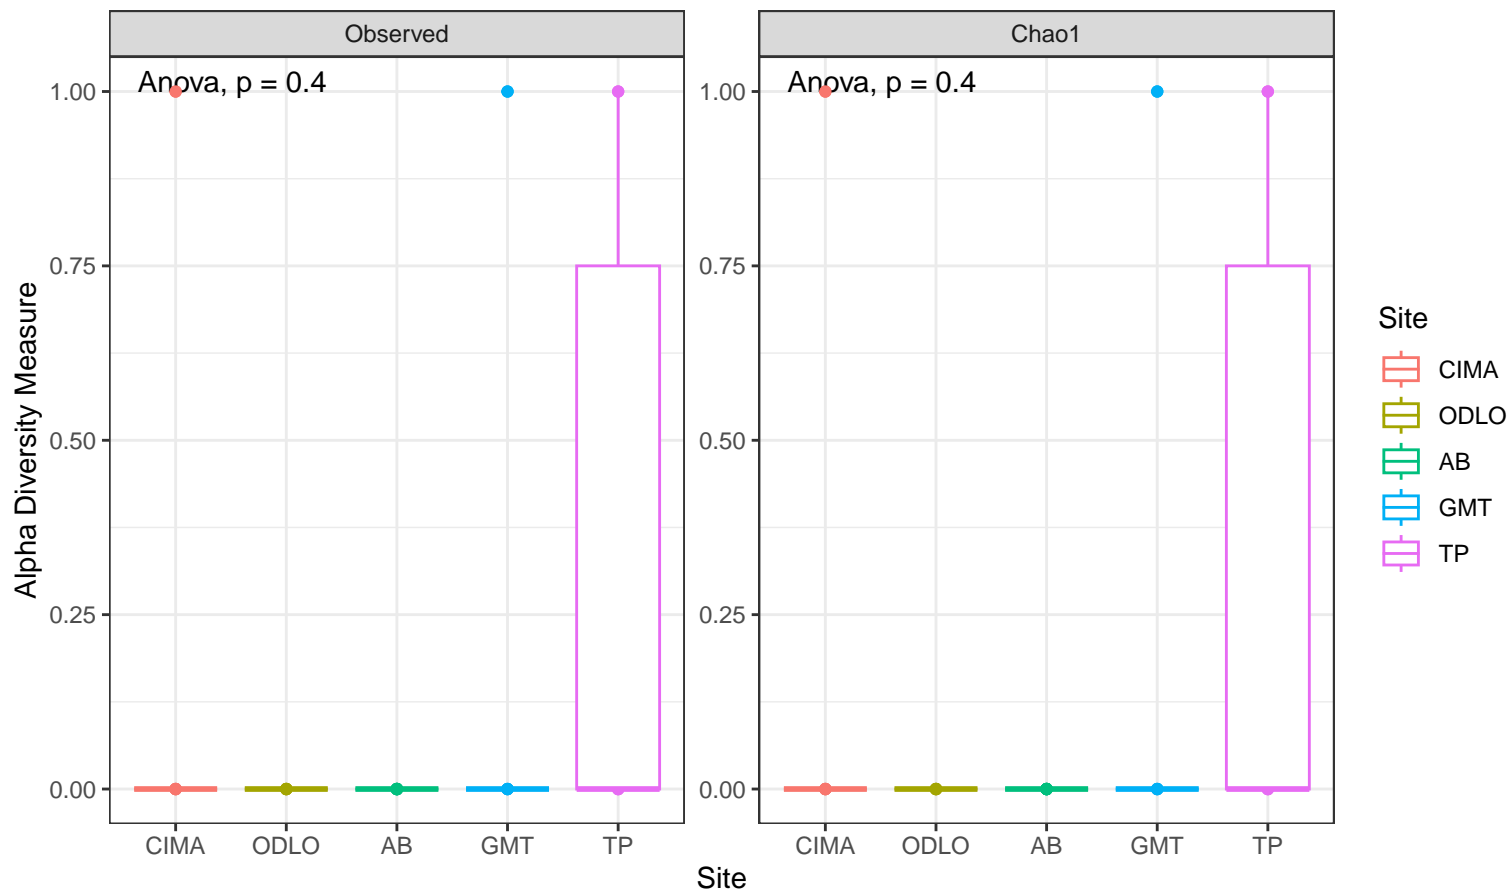 Observed
Chao1
Anova, p = 0.4
Anova, p = 0.4
Alpha Diversity Measure
1.00
0.75
0.50
0.25
0.00
1.00
0.75
0.50
0.25
0.00
CIMA ODLO AB GMT TP
CIMA ODLO AB GMT TP
Site
Site
CIMA
ODLO
AB
GMT
TP